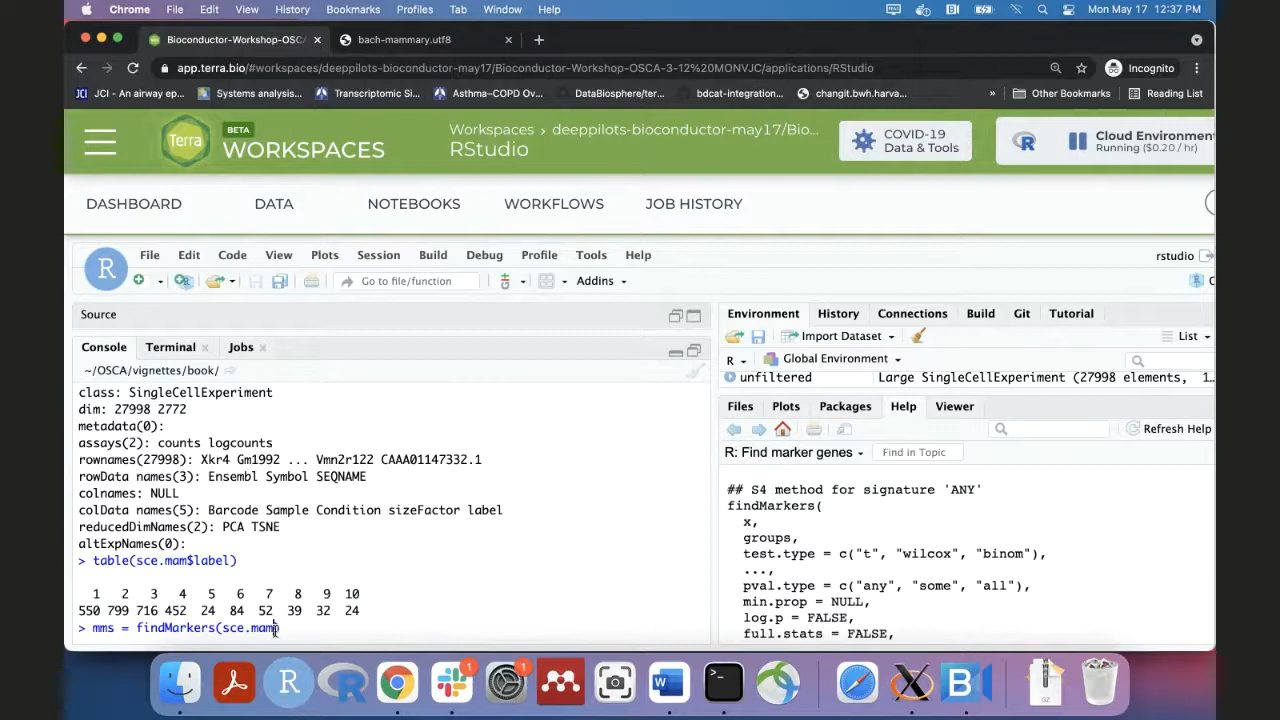 Chrome File Edit View History Bookmarks Profiles Tab Window Help Mon May 17 12:37 PM
Bioconductor-Workshop-OSCA bach-mammary.utf8
app.terra.bio/#workspaces/deeppilots-bioconductor-may17/Bioconductor-Workshop-OSCA-3-12%20MONVJC/applications/RStudio Incognito
JCI - An airway ep... Systems analysis... Transcriptomic Si... Asthma–COPD Ov... DataBiosphere/ter... bdcat-integration... changit.bwh.harva... » Other Bookmarks Reading List
Terra BETA WORKSPACES
Workspaces › deeppilots-bioconductor-may17/Bio...
RStudio
COVID-19
Data & Tools
Cloud Environment
Running ($0.20 / hr)
DASHBOARD DATA NOTEBOOKS WORKFLOWS JOB HISTORY
R File Edit Code View Plots Session Build Debug Profile Tools Help rstudio
Go to file/function Addins
Source
Console Terminal Jobs
~/OSCA/vignettes/book/
class: SingleCellExperiment
dim: 27998 2772
metadata(0):
assays(2): counts logcounts
rownames(27998): Xkr4 Gm1992 ... Vmn2r122 CAAA01147332.1
rowData names(3): Ensembl Symbol SEQNAME
colnames: NULL
colData names(5): Barcode Sample Condition sizeFactor label
reducedDimNames(2): PCA TSNE
altExpNames(0):
> table(sce.mam$label)
1 2 3 4 5 6 7 8 9 10
550 799 716 452 24 84 52 39 32 24
> mms = findMarkers(sce.mam)
Environment History Connections Build Git Tutorial
Import Dataset List
R Global Environment
unfiltered Large SingleCellExperiment (27998 elements, 1…
Files Plots Packages Help Viewer
Refresh Help
R: Find marker genes Find in Topic
## S4 method for signature 'ANY'
findMarkers(
x,
groups,
test.type = c("t", "wilcox", "binom"),
...,
pval.type = c("any", "some", "all"),
min.prop = NULL,
log.p = FALSE,
full.stats = FALSE,